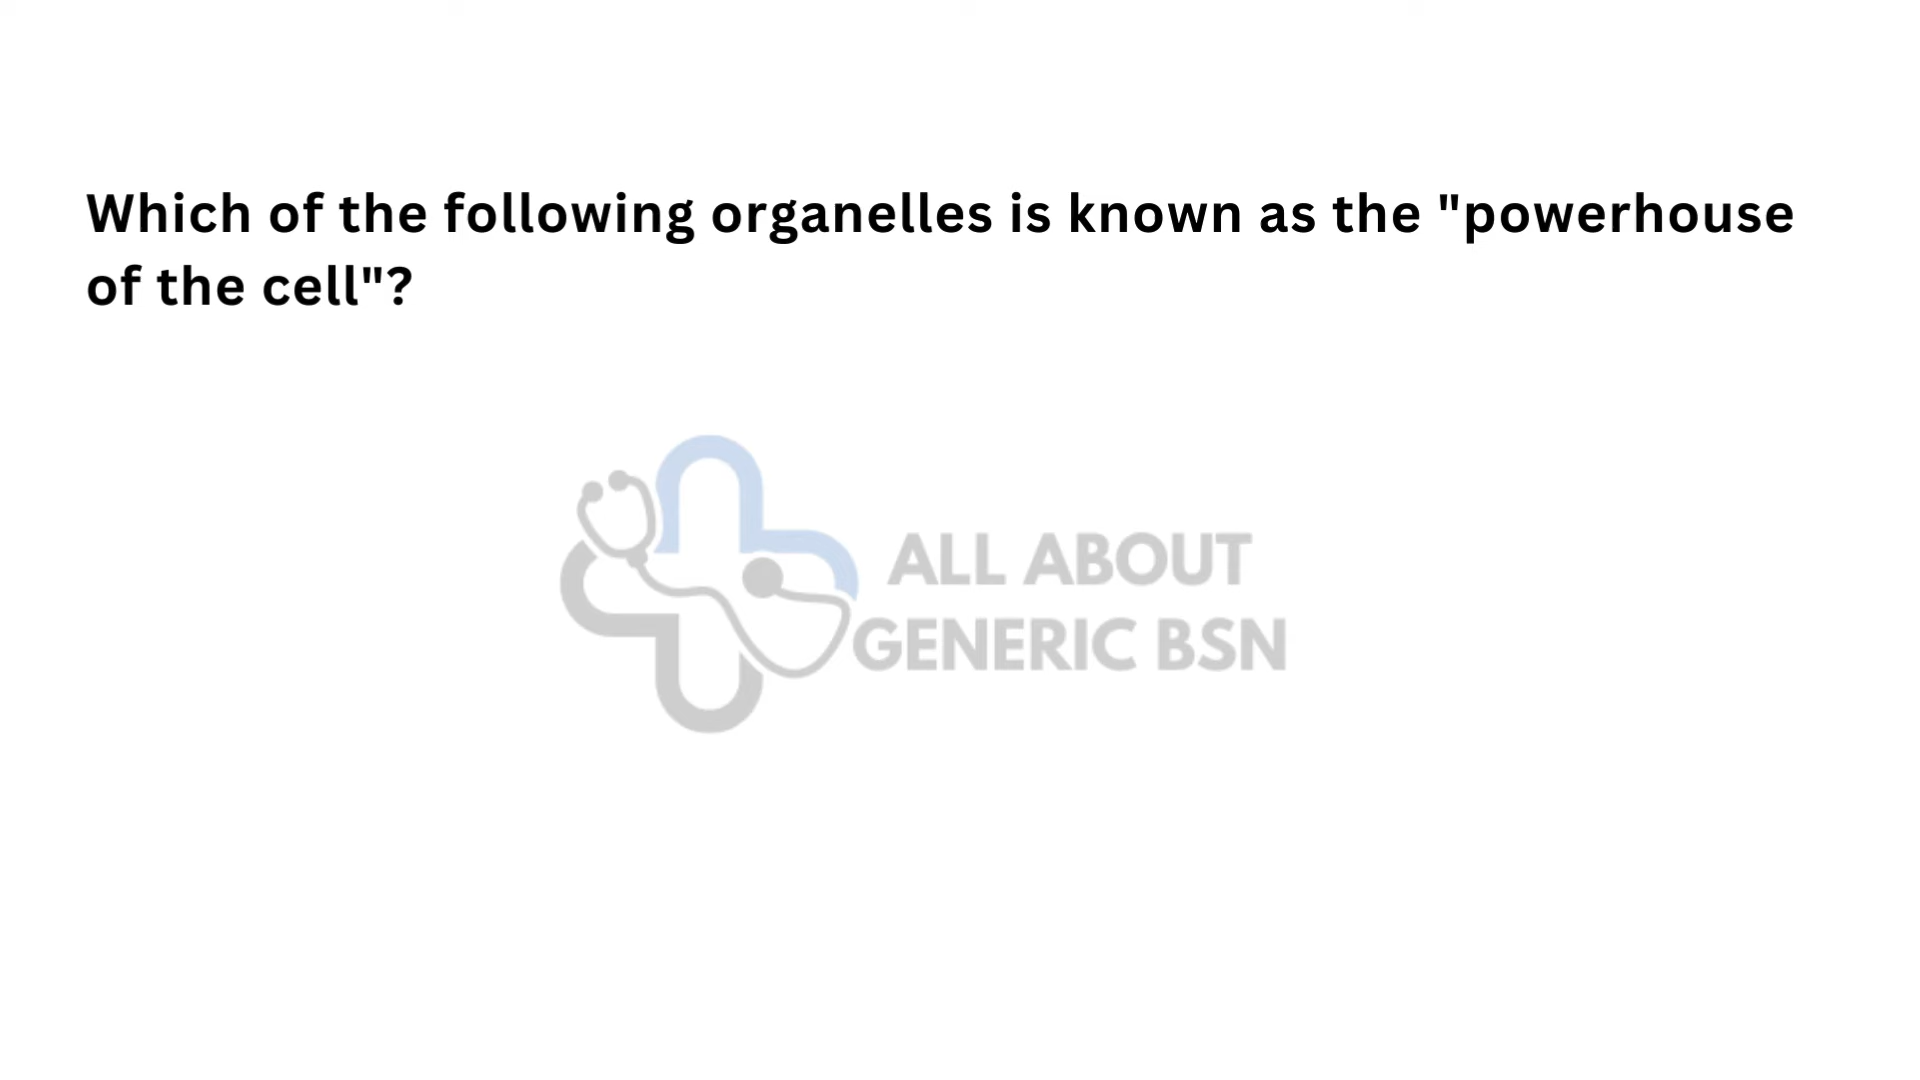 Which of the following organelles is known as the "powerhouse
of the cell"?
ALL ABOUT
GENERIC BSN